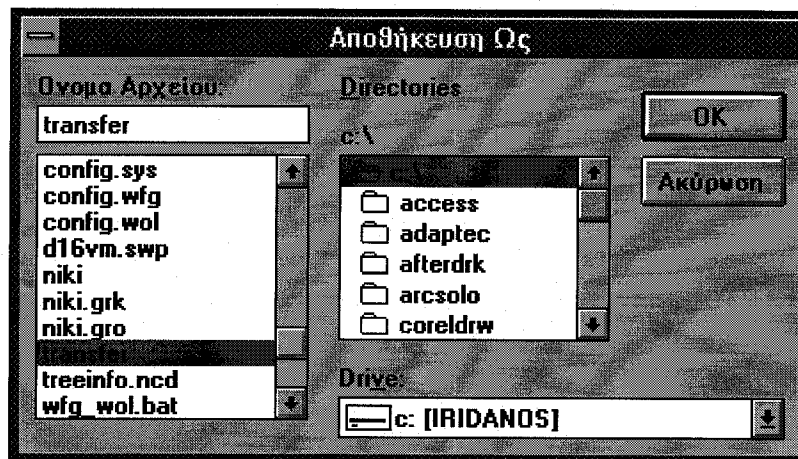 Αποθήκευση Ως
Όνομα Αρχείου:
transfer
config.sys
config.wfg
config.wol
d16vm.swp
niki
niki.grk
niki.gro
transfer
treeinfo.ncd
wfg_wol.bat
Directories
c:\
c:\
access
adaptec
afterdrk
arcsolo
coreldrw
Drive:
c: [IRIDANOS]
OK
Ακύρωση